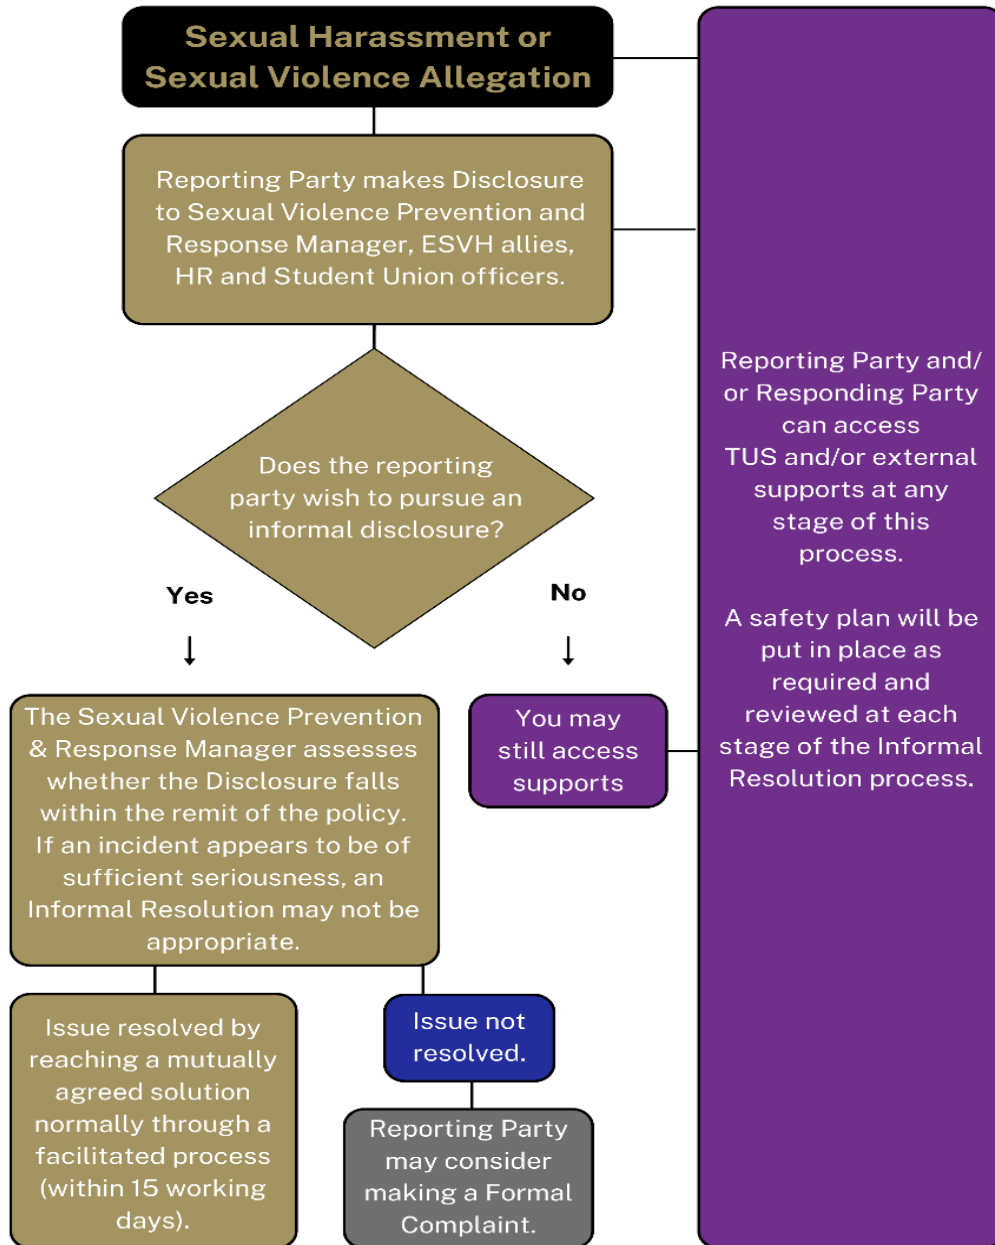 Sexual Harassment or
Sexual Violence Allegation
Reporting Party makes Disclosure
to Sexual Violence Prevention and
Response Manager, ESVH allies,
HR and Student Union officers.
Does the reporting
party wish to pursue an
informal disclosure?
Yes
No
The Sexual Violence Prevention
& Response Manager assesses
whether the Disclosure falls
within the remit of the policy.
If an incident appears to be of
sufficient seriousness, an
Informal Resolution may not be
appropriate.
You may
still access
supports
Issue resolved by
reaching a mutually
agreed solution
normally through a
facilitated process
(within 15 working
days).
Issue not
resolved.
Reporting Party
may consider
making a Formal
Complaint.
Reporting Party and/
or Responding Party
can access
TUS and/or external
supports at any
stage of this
process.
A safety plan will be
put in place as
required and
reviewed at each
stage of the Informal
Resolution process.